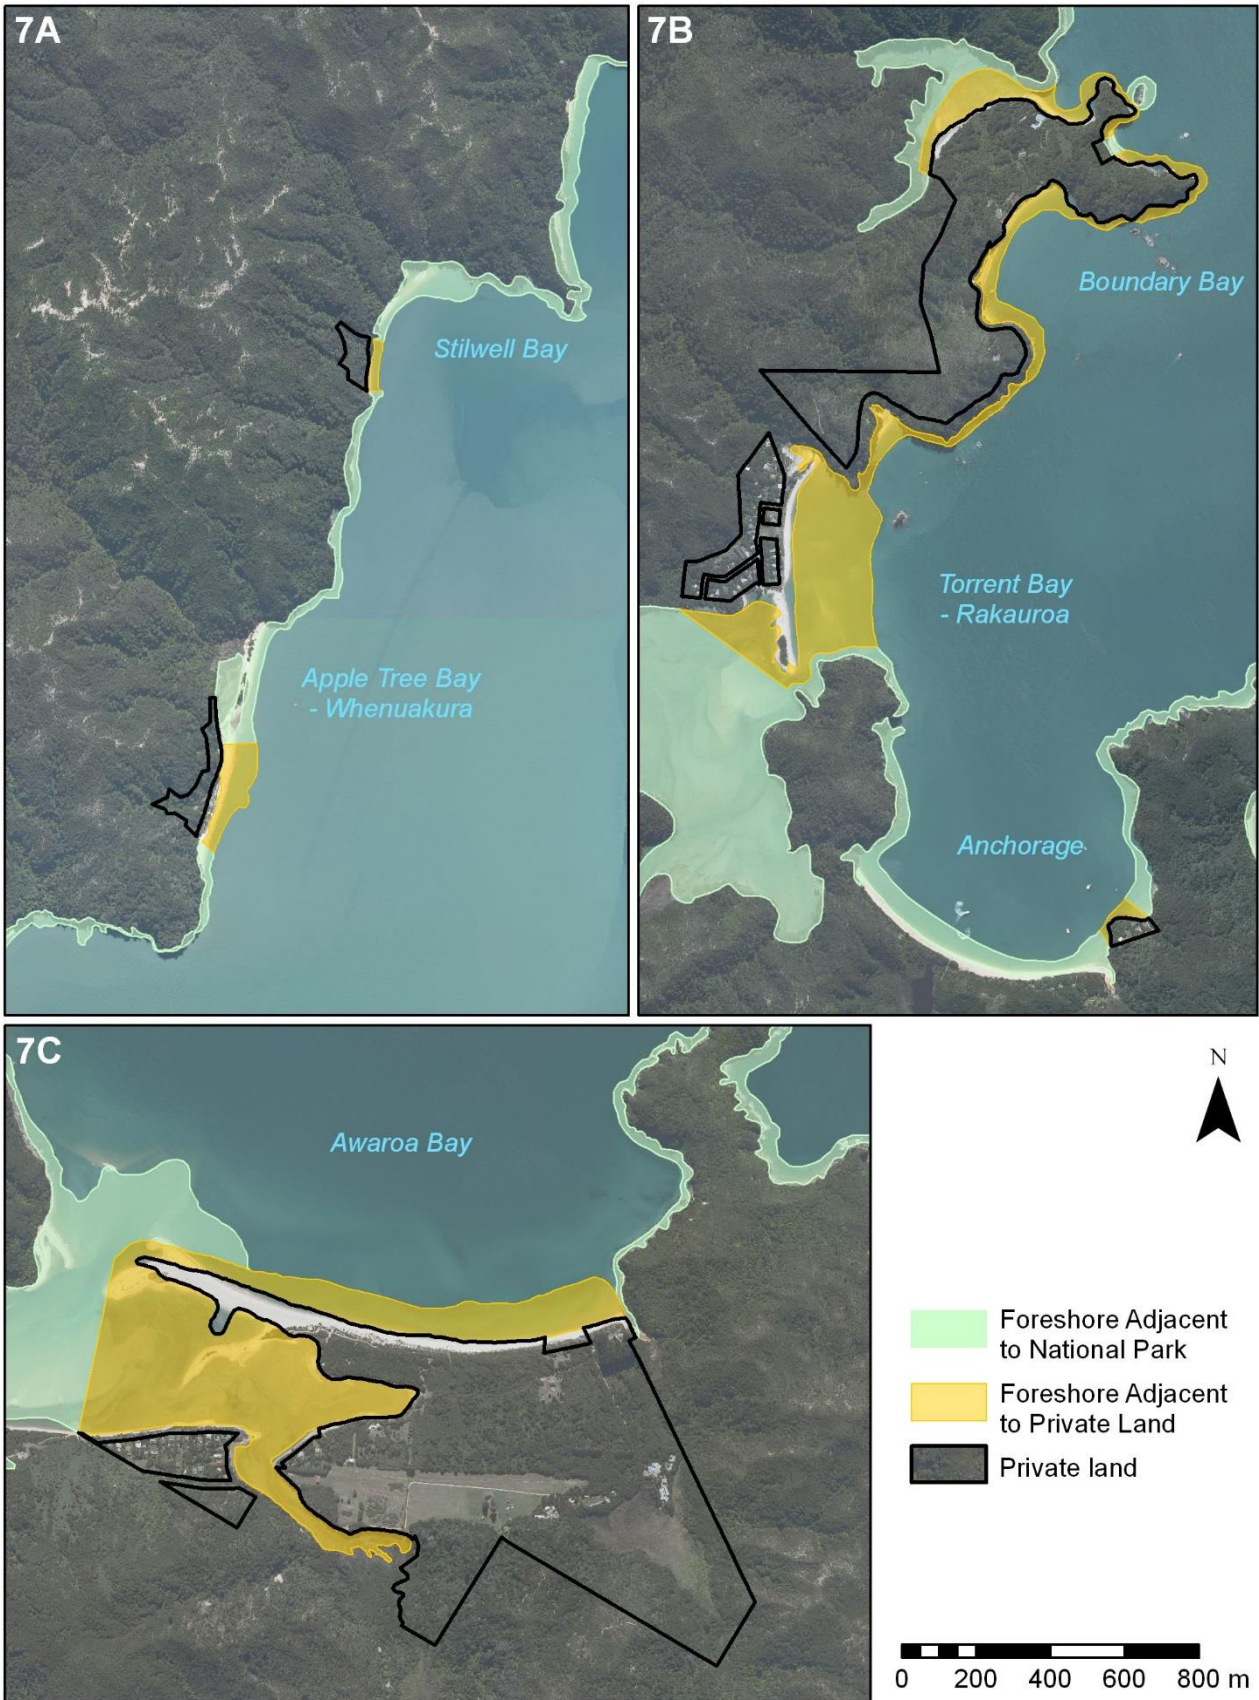 7A
Stilwell Bay
Apple Tree Bay
- Whenuakura
7B
Boundary Bay
Torrent Bay
- Rakauroa
Anchorage
7C
Awaroa Bay
N
Foreshore Adjacent
to National Park
Foreshore Adjacent
to Private Land
Private land
0 200 400 600 800 m